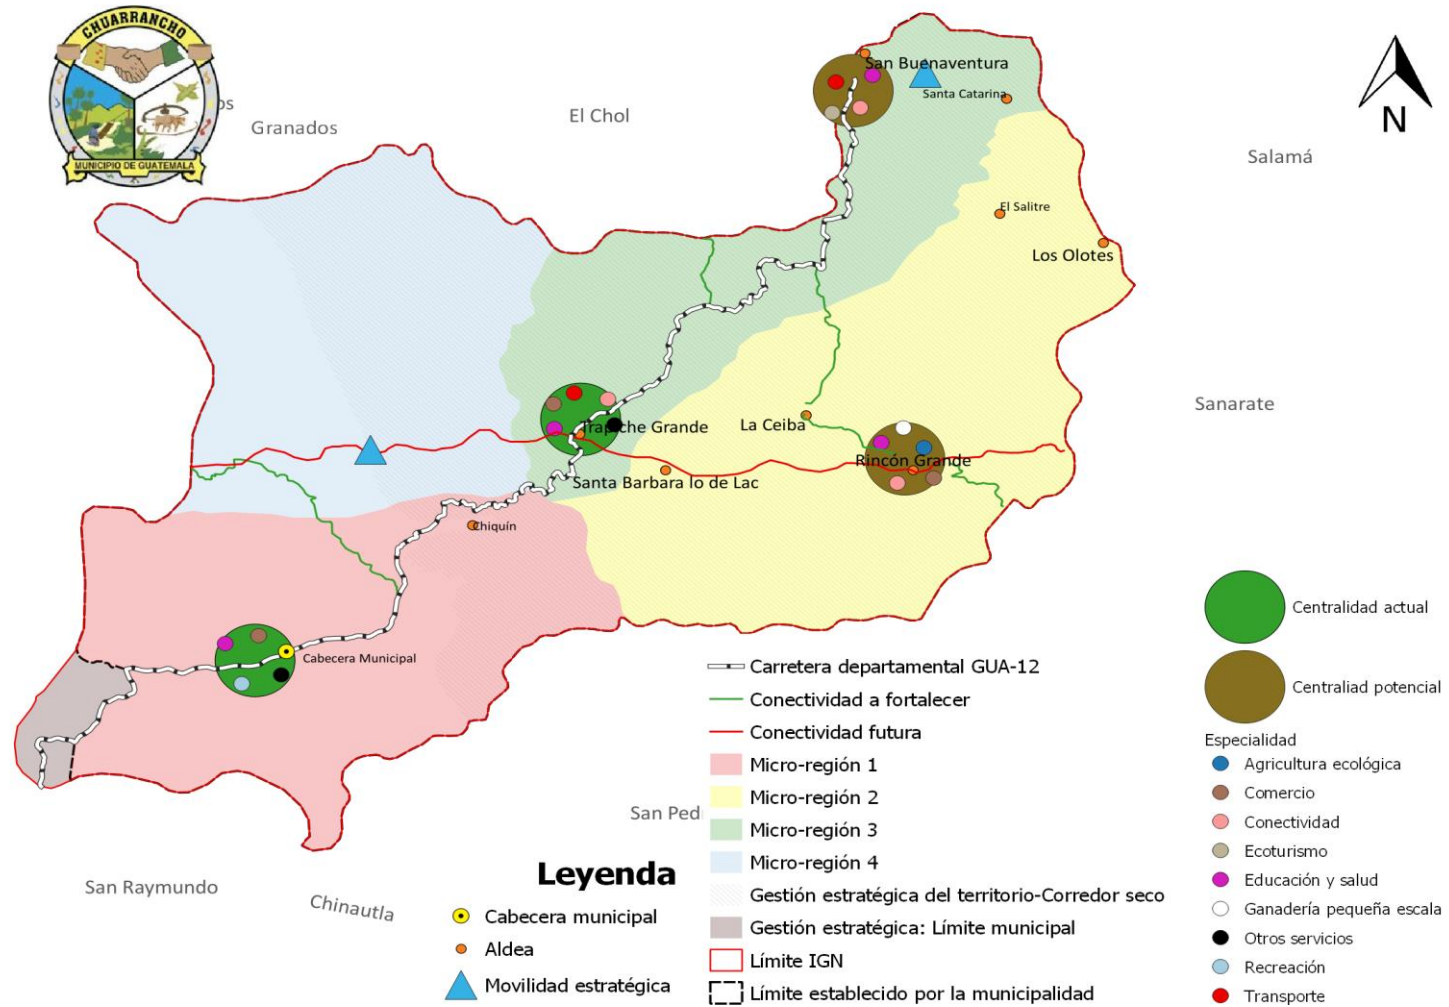 CHUARRANCHO
MUNICIPIO DE GUATEMALA
os
Granados
El Chol
San Buenaventura
Santa Catarina
N
Salamá
El Salitre
Los Olotes
Sanarate
Trapiche Grande
La Ceiba
Rincón Grande
Santa Barbara lo de Lac
Chiquín
Cabecera Municipal
San Ped
San Raymundo
Chinautla
Leyenda
Cabecera municipal
Aldea
Movilidad estratégica
Carretera departamental GUA-12
Conectividad a fortalecer
Conectividad futura
Micro-región 1
Micro-región 2
Micro-región 3
Micro-región 4
Gestión estratégica del territorio-Corredor seco
Gestión estratégica: Límite municipal
Límite IGN
Límite establecido por la municipalidad
Centralidad actual
Centraliad potencial
Especialidad
Agricultura ecológica
Comercio
Conectividad
Ecoturismo
Educación y salud
Ganadería pequeña escala
Otros servicios
Recreación
Transporte